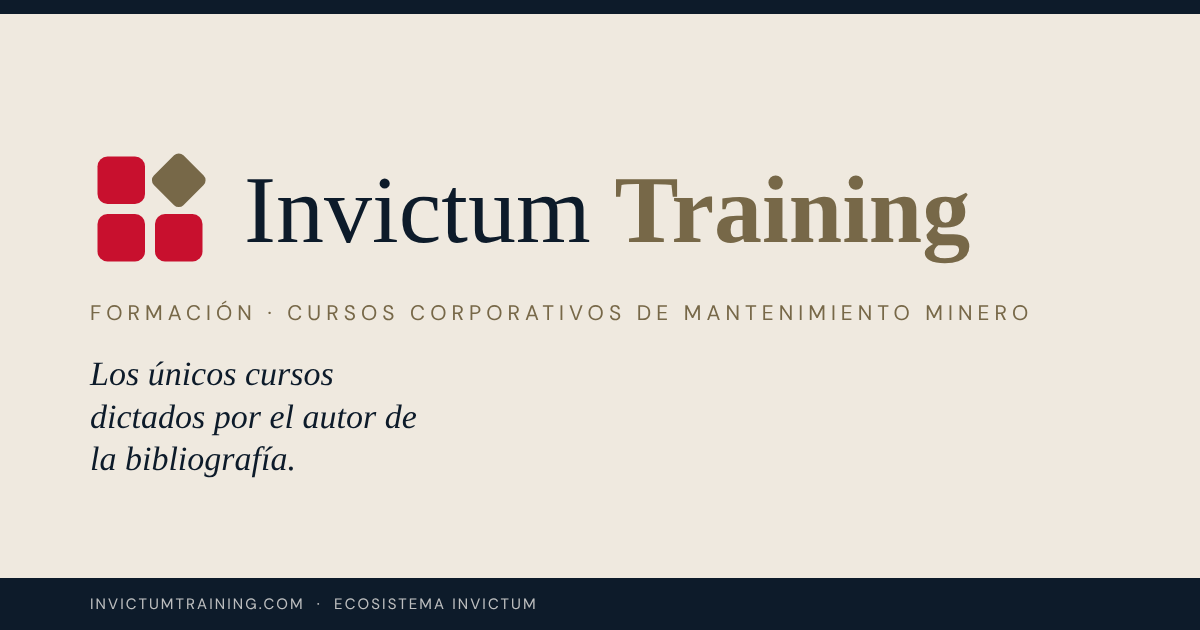 Invictum Training
FORMACIÓN · CURSOS CORPORATIVOS DE MANTENIMIENTO MINERO
Los únicos cursos
dictados por el autor de
la bibliografía.
INVICTUMTRAINING.COM · ECOSISTEMA INVICTUM